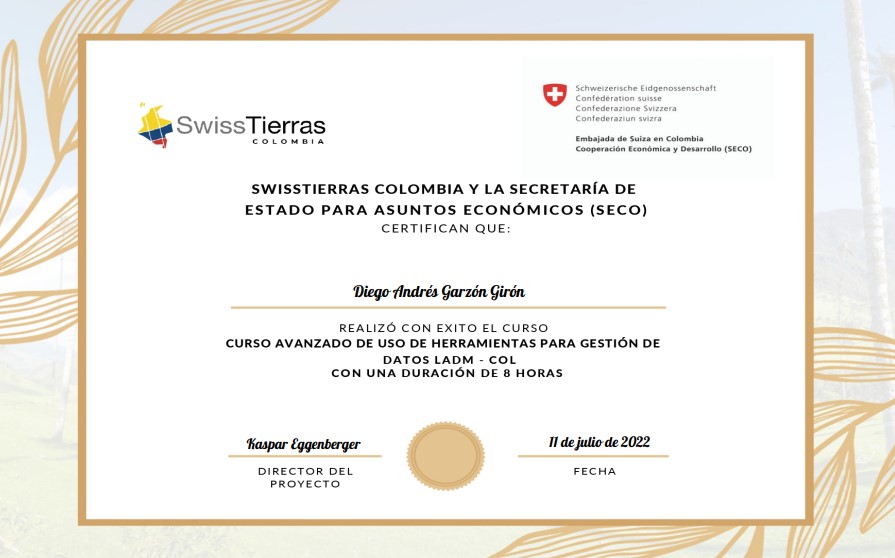 SwissTierras
COLOMBIA
Schweizerische Eidgenossenschaft
Confédération suisse
Confederazione Svizzera
Confederaziun svizra
Embajada de Suiza en Colombia
Cooperación Económica y Desarrollo (SECO)
SWISSTIERRAS COLOMBIA Y LA SECRETARÍA DE
ESTADO PARA ASUNTOS ECONÓMICOS (SECO)
CERTIFICAN QUE:
Diego Andrés Garzón Girón
REALIZÓ CON EXITO EL CURSO
CURSO AVANZADO DE USO DE HERRAMIENTAS PARA GESTIÓN DE
DATOS LADM - COL
CON UNA DURACIÓN DE 8 HORAS
Kaspar Eggenberger
DIRECTOR DEL
PROYECTO
11 de julio de 2022
FECHA